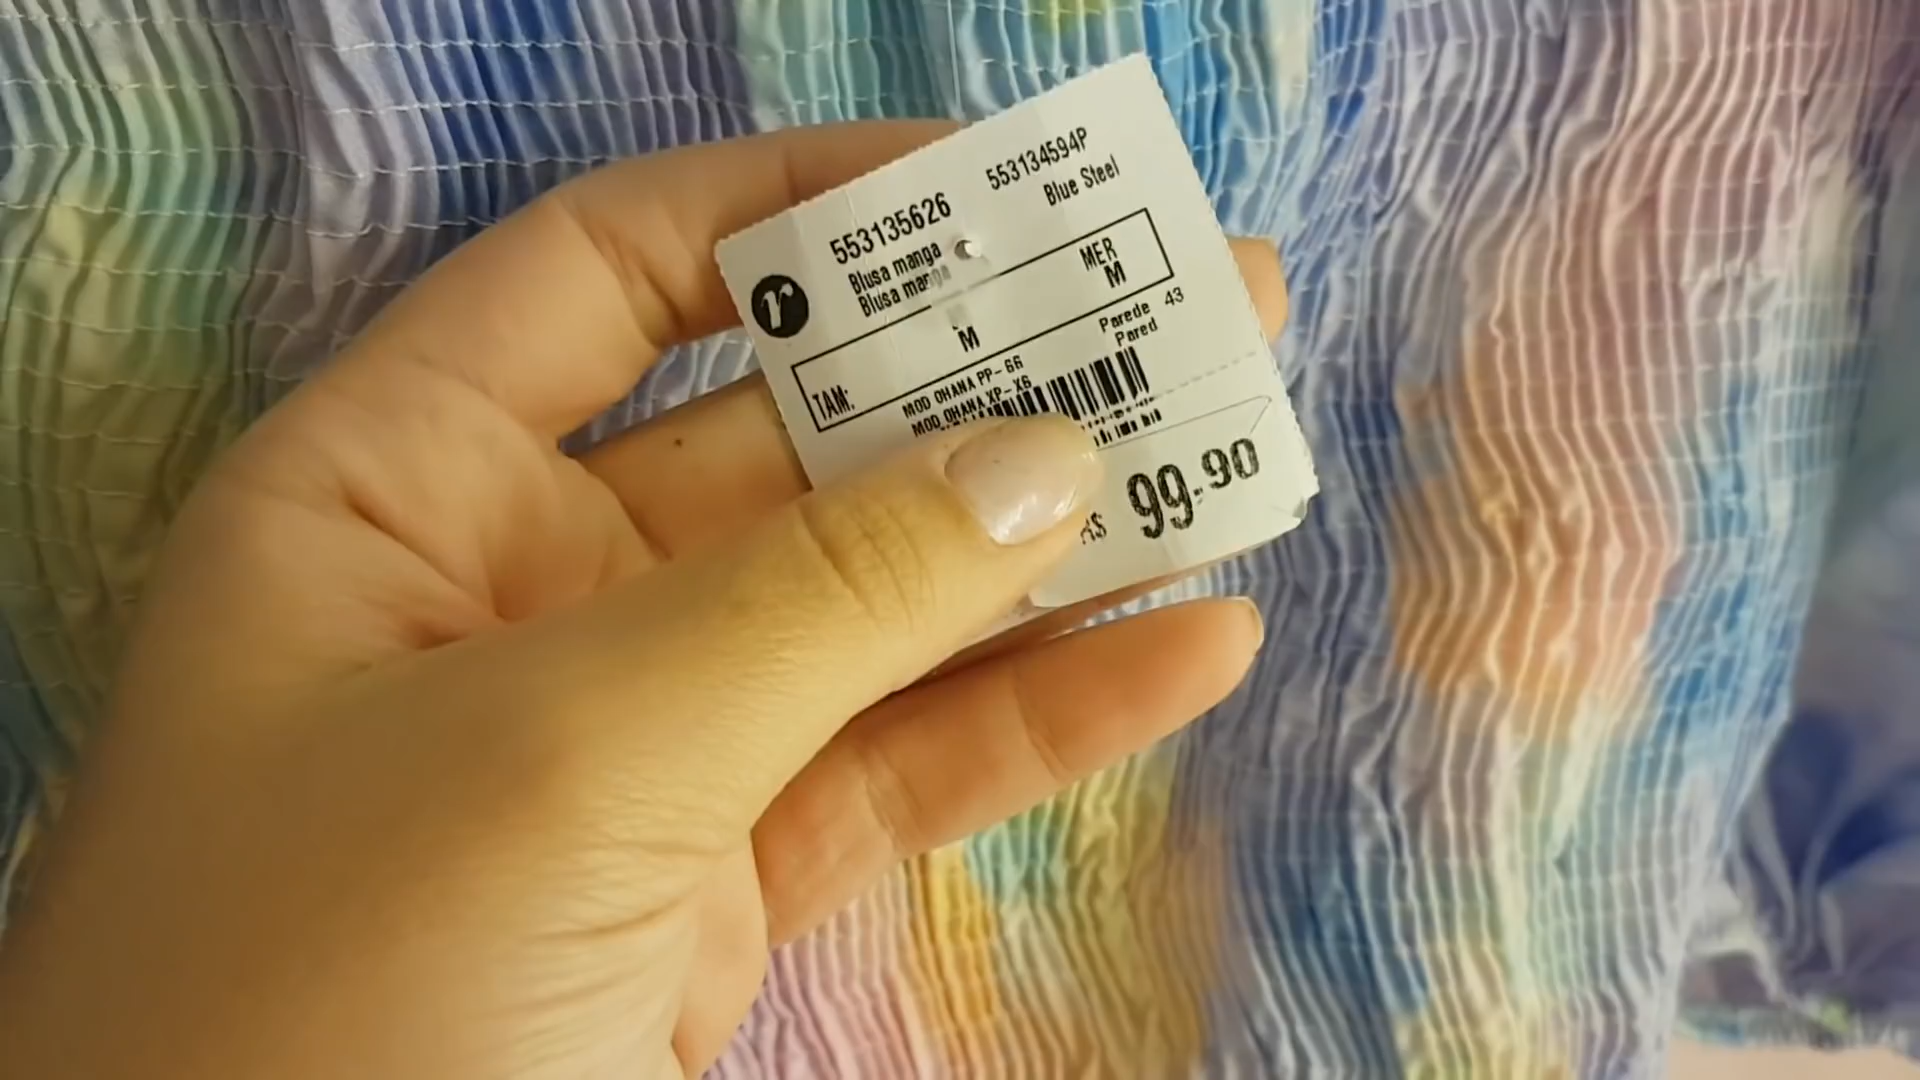 553135626
553134594P
Blusa manga
Blusa manga
Blue Steel
r
MER
TAM: M M
MOD OHANA PP-GG
MOD OHANA XP-XG
Parede 43
Pared
R$ 99,90